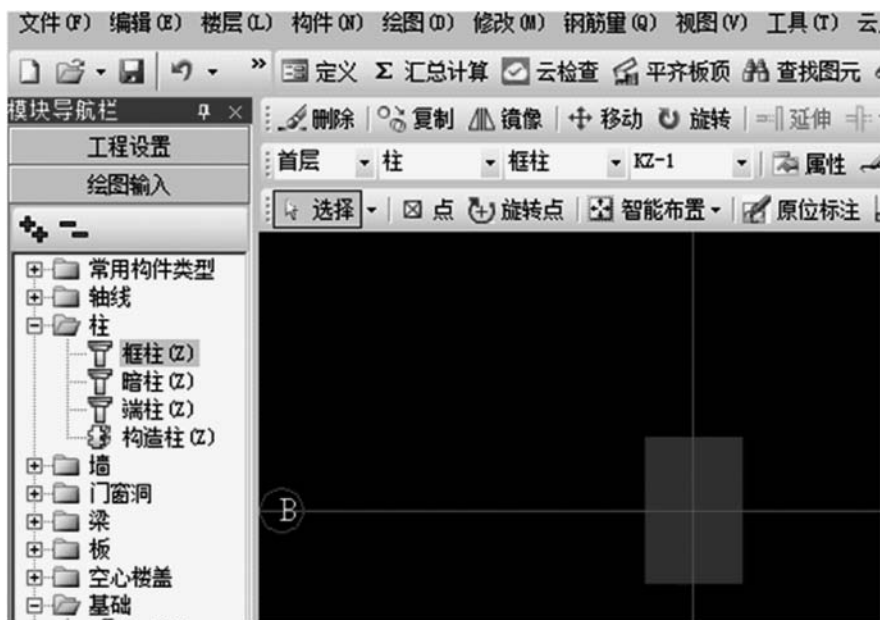 文件(F) 编辑(E) 楼层(L) 构件(N) 绘图(D) 修改(M) 钢筋量(Q) 视图(V) 工具(T) 云
» 定义 Σ 汇总计算 云检查 平齐板顶 查找图元
模块导航栏
删除 复制 镜像 移动 旋转 延伸
工程设置
首层 柱 框柱 KZ-1 属性
绘图输入
选择 点 旋转点 智能布置 原位标注
常用构件类型
轴线
柱
框柱(Z)
暗柱(Z)
端柱(Z)
构造柱(Z)
墙
门窗洞
B
梁
板
空心楼盖
基础